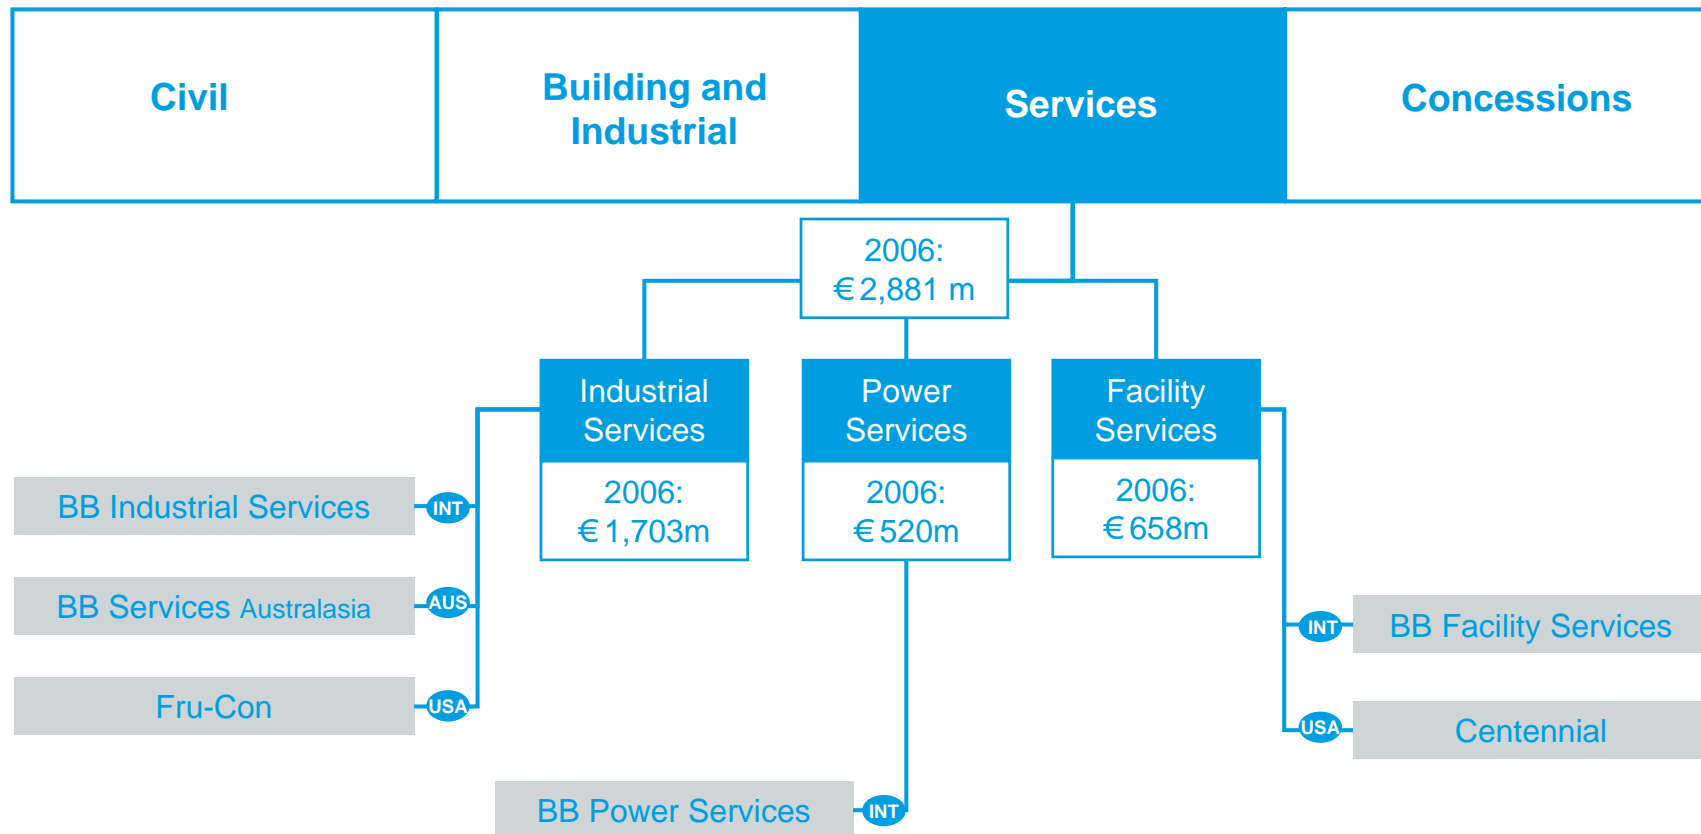 Civil
Building and
Industrial
Services
Concessions
2006:
€2,881 m
Industrial
Services
2006:
€1,703m
Power
Services
2006:
€520m
Facility
Services
2006:
€658m
BB Industrial Services
INT
BB Services Australasia
AUS
Fru-Con
USA
BB Power Services
INT
INT
BB Facility Services
USA
Centennial